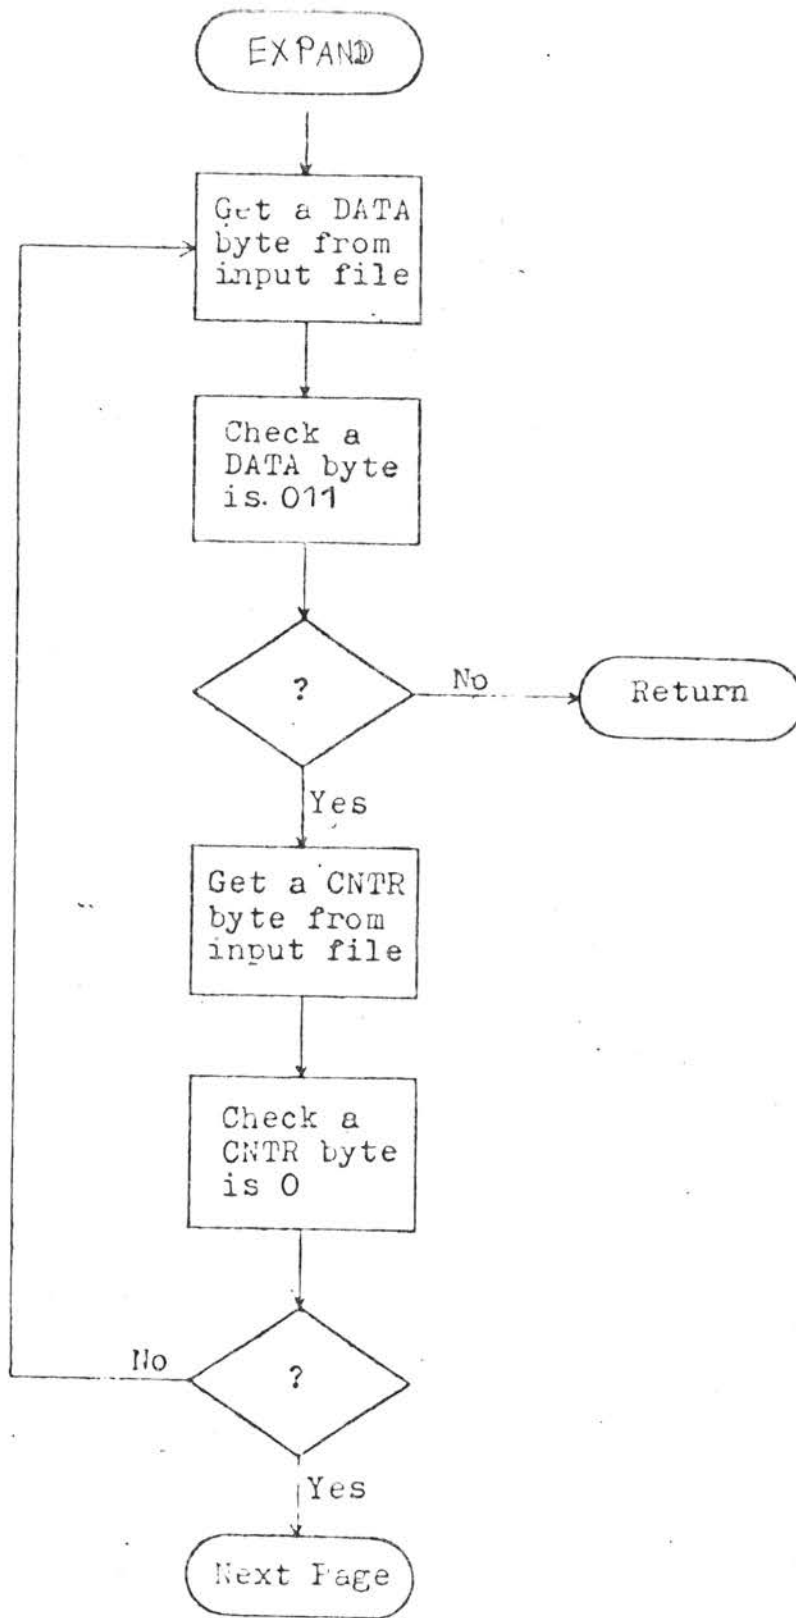 EXPAND
Get a DATA
byte from
input file
Check a
DATA byte
is. 011
?
No
Return
Yes
Get a CNTR
byte from
input file
Check a
CNTR byte
is 0
?
No
Yes
Next Page